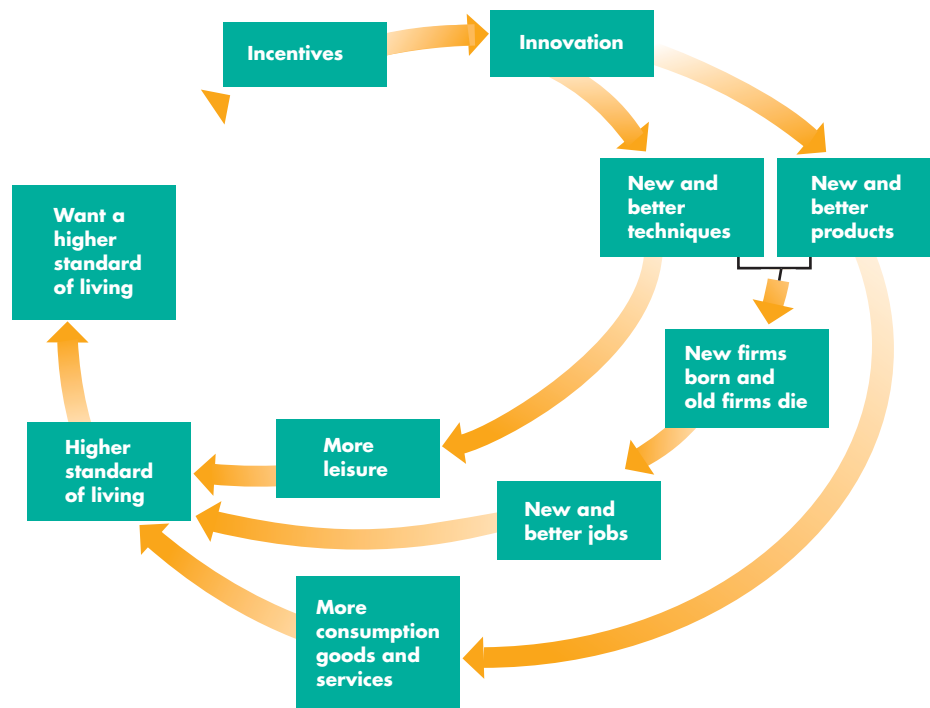 Incentives
Innovation
New and
better
techniques
New and
better
products
Want a
higher
standard
of living
New firms
born and
old firms die
More
leisure
Higher
standard
of living
New and
better jobs
More
consumption
goods and
services